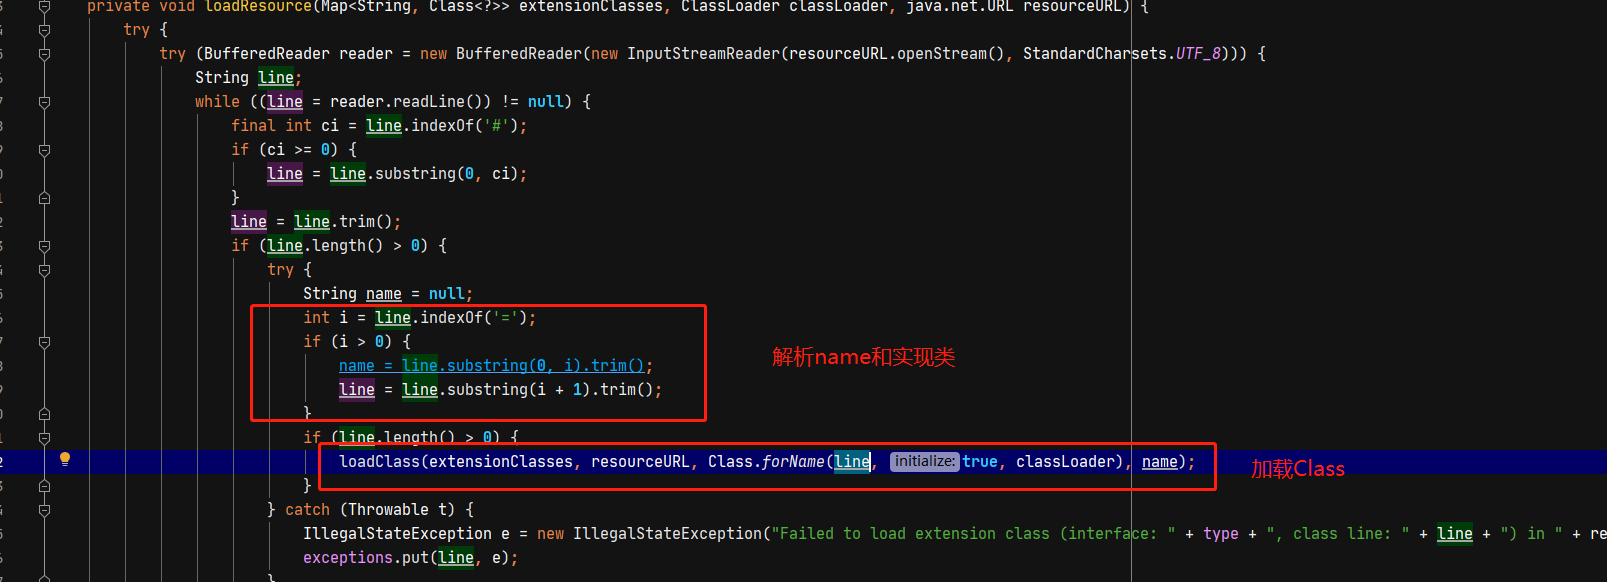 private void loadResource(Map<String, Class<?>> extensionClasses, ClassLoader classLoader, java.net.URL resourceURL) {
try {
try (BufferedReader reader = new BufferedReader(new InputStreamReader(resourceURL.openStream(), StandardCharsets.UTF_8))) {
String line;
while ((line = reader.readLine()) != null) {
final int ci = line.indexOf('#');
if (ci >= 0) {
line = line.substring(0, ci);
}
line = line.trim();
if (line.length() > 0) {
try {
String name = null;
int i = line.indexOf('=');
if (i > 0) {
name = line.substring(0, i).trim();
解析name和实现类
line = line.substring(i + 1).trim();
}
if (line.length() > 0) {
loadClass(extensionClasses, resourceURL, Class.forName(line, initialize: true, classLoader), name);
加载Class
}
} catch (Throwable t) {
IllegalStateException e = new IllegalStateException("Failed to load extension class (interface: " + type + ", class line: " + line + ") in " + re
exceptions.put(line, e);
}